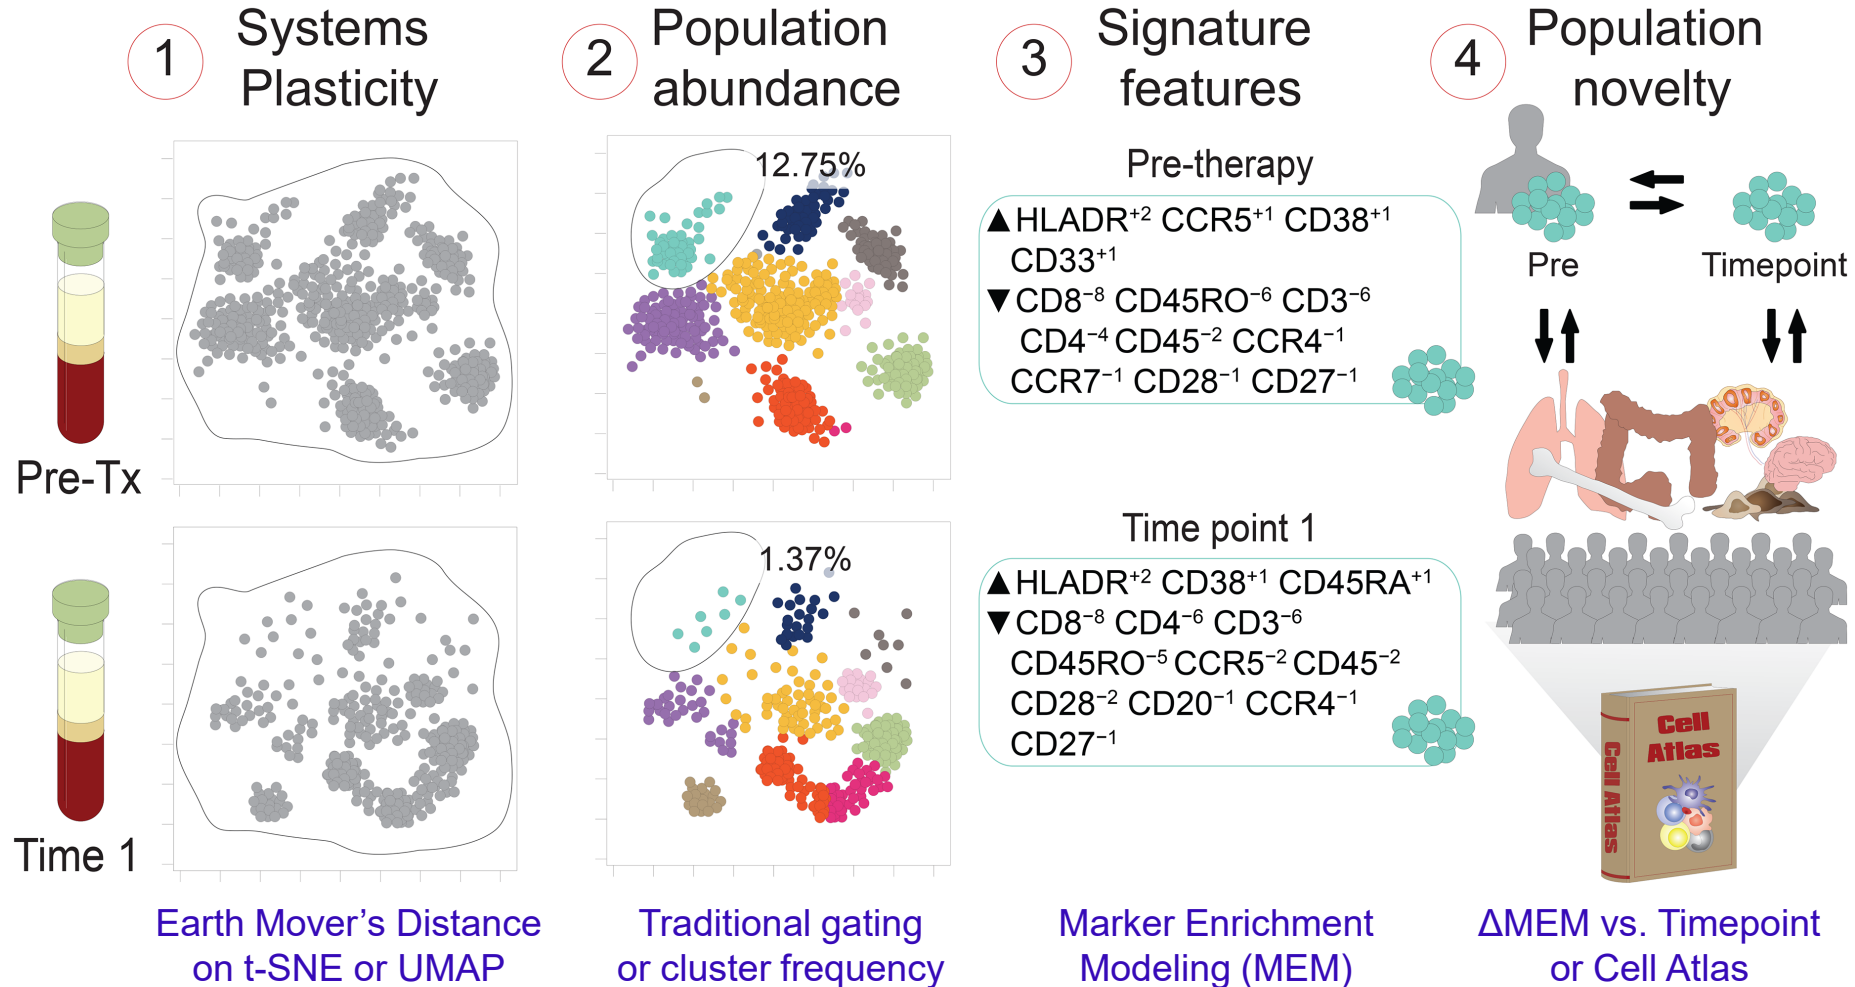 1
Systems
Plasticity
2
Population
abundance
3
Signature
features
4
Population
novelty
Pre-Tx
12.75%
Pre-therapy
▲HLADR⁺² CCR5⁺¹ CD38⁺¹
CD33⁺¹
▼CD8⁻⁸ CD45RO⁻⁶ CD3⁻⁶
CD4⁻⁴ CD45⁻² CCR4⁻¹
CCR7⁻¹ CD28⁻¹ CD27⁻¹
Pre
Timepoint
Time 1
1.37%
Time point 1
▲HLADR⁺² CD38⁺¹ CD45RA⁺¹
▼CD8⁻⁸ CD4⁻⁶ CD3⁻⁶
CD45RO⁻⁵ CCR5⁻² CD45⁻²
CD28⁻² CD20⁻¹ CCR4⁻¹
CD27⁻¹
Cell
Atlas
Cell Atlas
Earth Mover's Distance
on t-SNE or UMAP
Traditional gating
or cluster frequency
Marker Enrichment
Modeling (MEM)
ΔMEM vs. Timepoint
or Cell Atlas